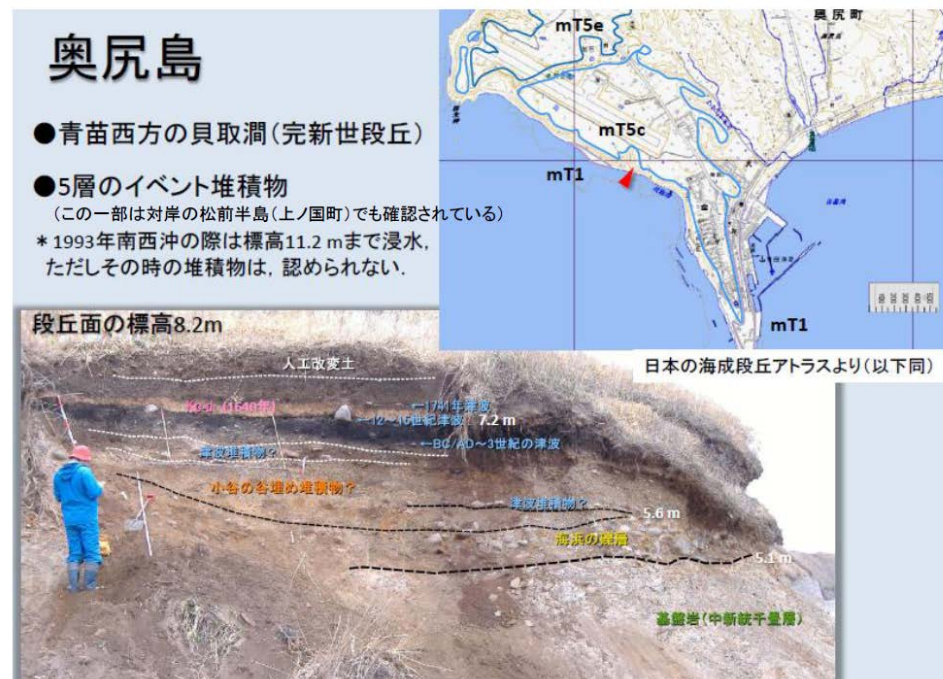 奥尻島
●青苗西方の貝取澗(完新世段丘)
●5層のイベント堆積物
(この一部は対岸の松前半島(上ノ国町)でも確認されている)
*1993年南西沖の際は標高11.2 mまで浸水,
ただしその時の堆積物は, 認められない.
mT5e
奥尻町
mT5c
mT1
mT1
日本の海成段丘アトラスより(以下同)
段丘面の標高8.2m
人工改変土
Ko-d (1640年)
←1741年津波
←12~15世紀津波
7.2 m
←BC/AD~3世紀の津波
津波堆積物?
小谷の谷埋め堆積物?
津波堆積物?
5.6 m
海浜の礫層
5.1 m
基盤岩(中新統千畳層)